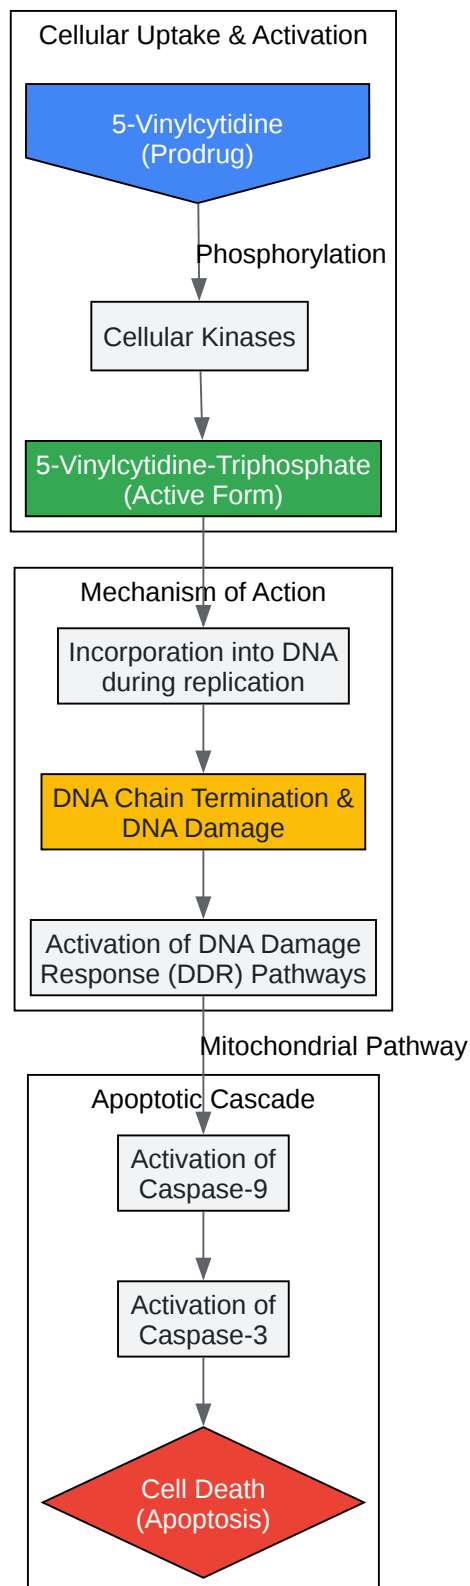 Cellular Uptake & Activation
5-Vinylcytidine
(Prodrug)
Phosphorylation
Cellular Kinases
5-Vinylcytidine-Triphosphate
(Active Form)
Mechanism of Action
Incorporation into DNA
during replication
DNA Chain Termination &
DNA Damage
Activation of DNA Damage
Response (DDR) Pathways
Mitochondrial Pathway
Apoptotic Cascade
Activation of
Caspase-9
Activation of
Caspase-3
Cell Death
(Apoptosis)